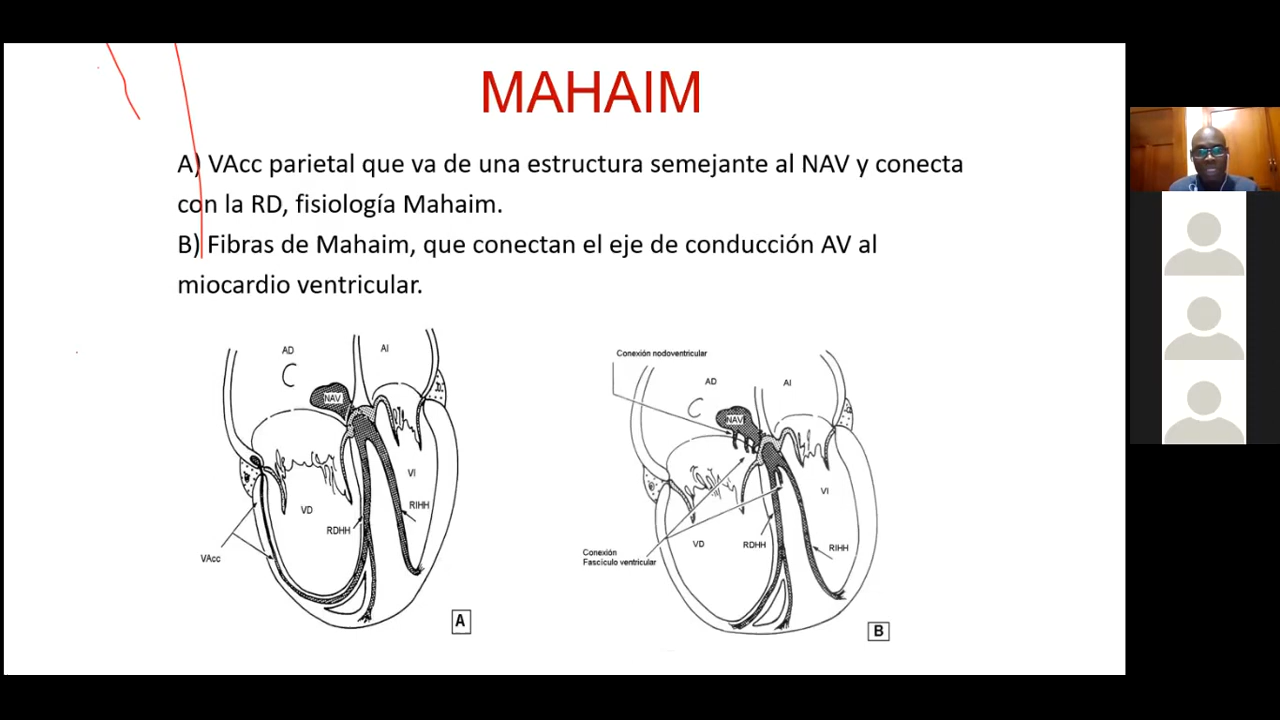 MAHAIM
A) VAcc parietal que va de una estructura semejante al NAV y conecta
con la RD, fisiología Mahaim.
B) Fibras de Mahaim, que conectan el eje de conducción AV al
miocardio ventricular.
AD
AI
NAV
VI
VD
RIHH
RDHH
VAcc
A
Conexión nodoventricular
AD
AI
NAV
VI
VD
RDHH
RIHH
Conexión
Fascículo ventricular
B